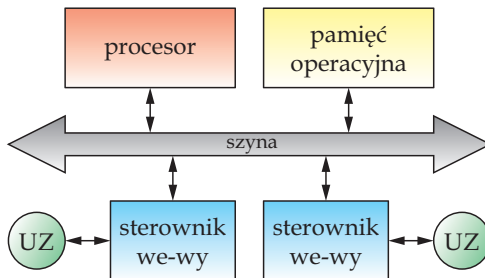 procesor
pamięć
operacyjna
szyna
UZ
sterownik
we-wy
sterownik
we-wy
UZ